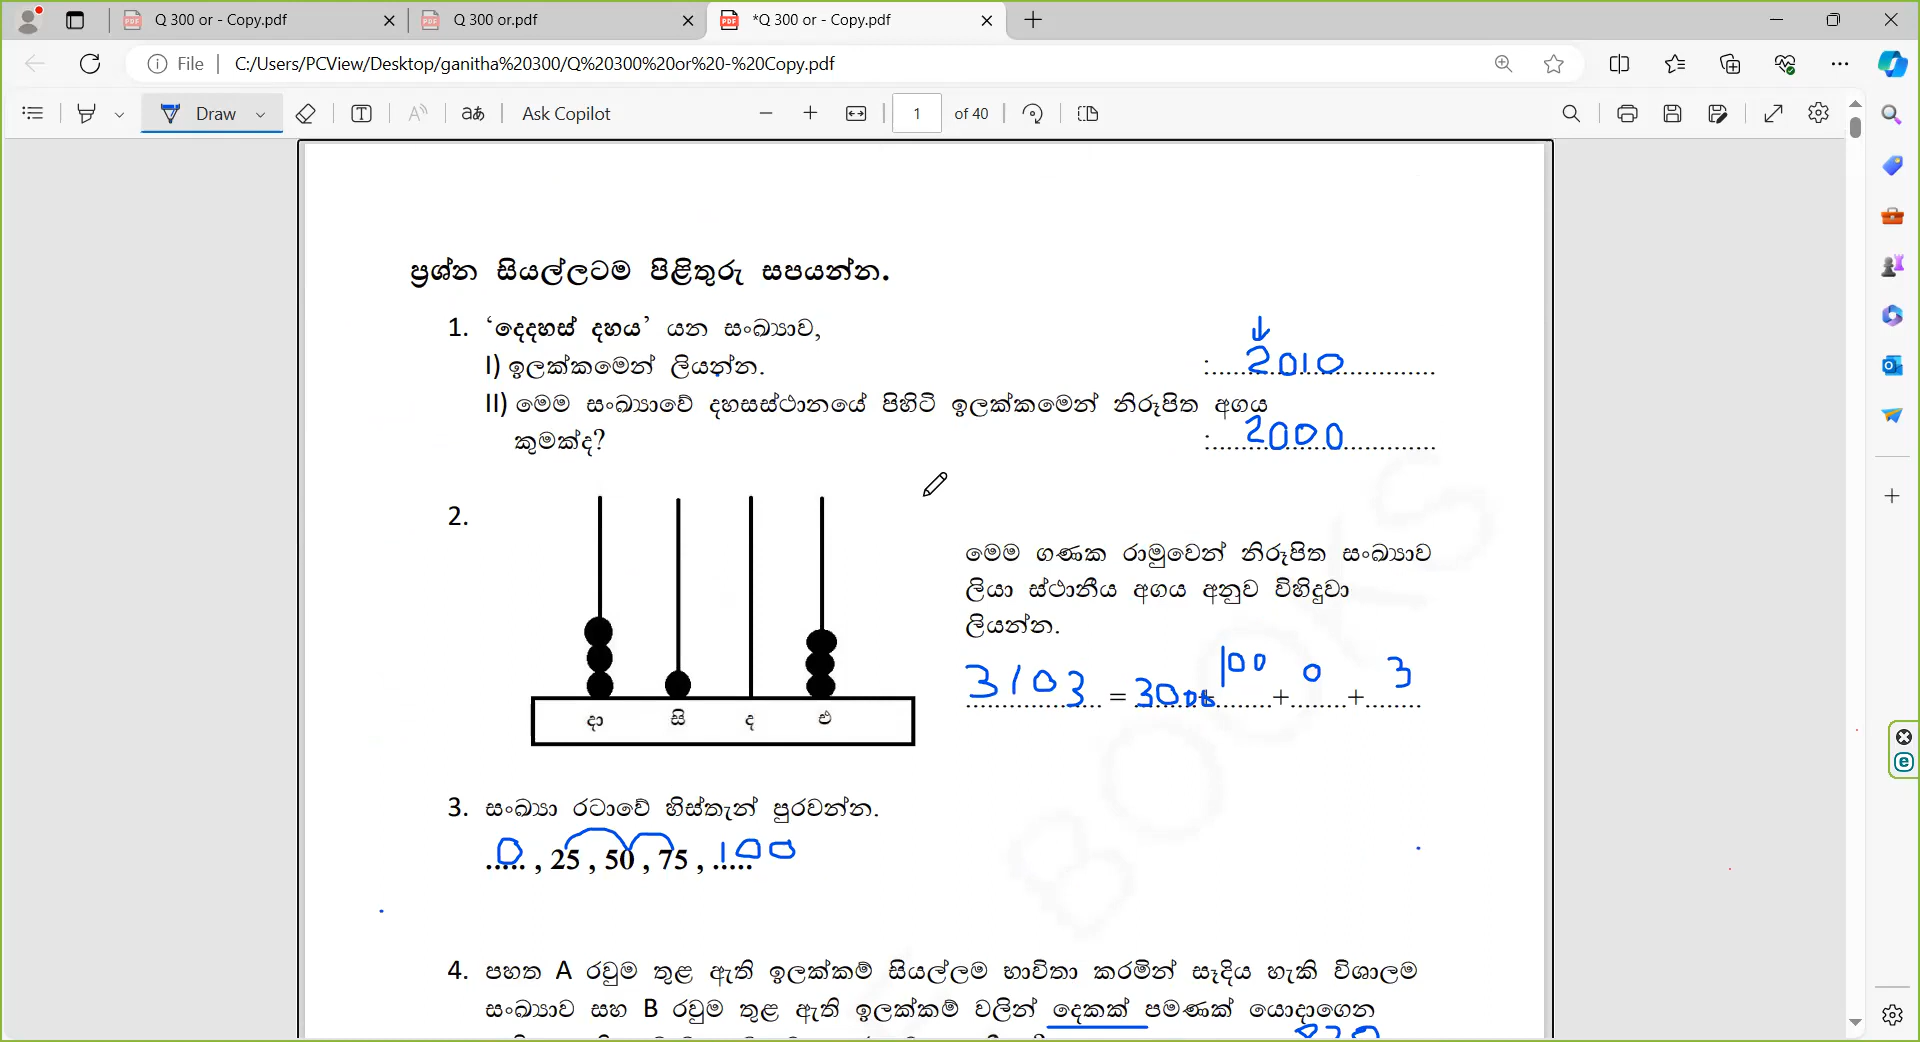 Q 300 or - Copy.pdf
Q 300 or.pdf
*Q 300 or - Copy.pdf
File
C:/Users/PCView/Desktop/ganitha%20300/Q%20300%20or%20-%20Copy.pdf
Draw
Ask Copilot
1 of 40
ප්‍රශ්න සියල්ලටම පිළිතුරු සපයන්න.
1. ‘දෙදහස් දහය’ යන සංඛ්‍යාව,
I) ඉලක්කමෙන් ලියන්න. : 2010
II) මෙම සංඛ්‍යාවේ දහසස්ථානයේ පිහිටි ඉලක්කමෙන් නිරූපිත අගය
කුමක්ද? : 2000
2.
මෙම ගණක රාමුවෙන් නිරූපිත සංඛ්‍යාව
ලියා ස්ථානීය අගය අනුව විහිදුවා
ලියන්න.
3103 = 3000 + 100 + 0 + 3
දා සි ද එ
3. සංඛ්‍යා රටාවේ හිස්තැන් පුරවන්න.
0 , 25 , 50 , 75 , 100
4. පහත A රවුම තුළ ඇති ඉලක්කම් සියල්ලම භාවිතා කරමින් සෑදිය හැකි විශාලම
සංඛ්‍යාව සහ B රවුම තුළ ඇති ඉලක්කම් වලින් දෙකක් පමණක් යොදාගෙන
BOOKS